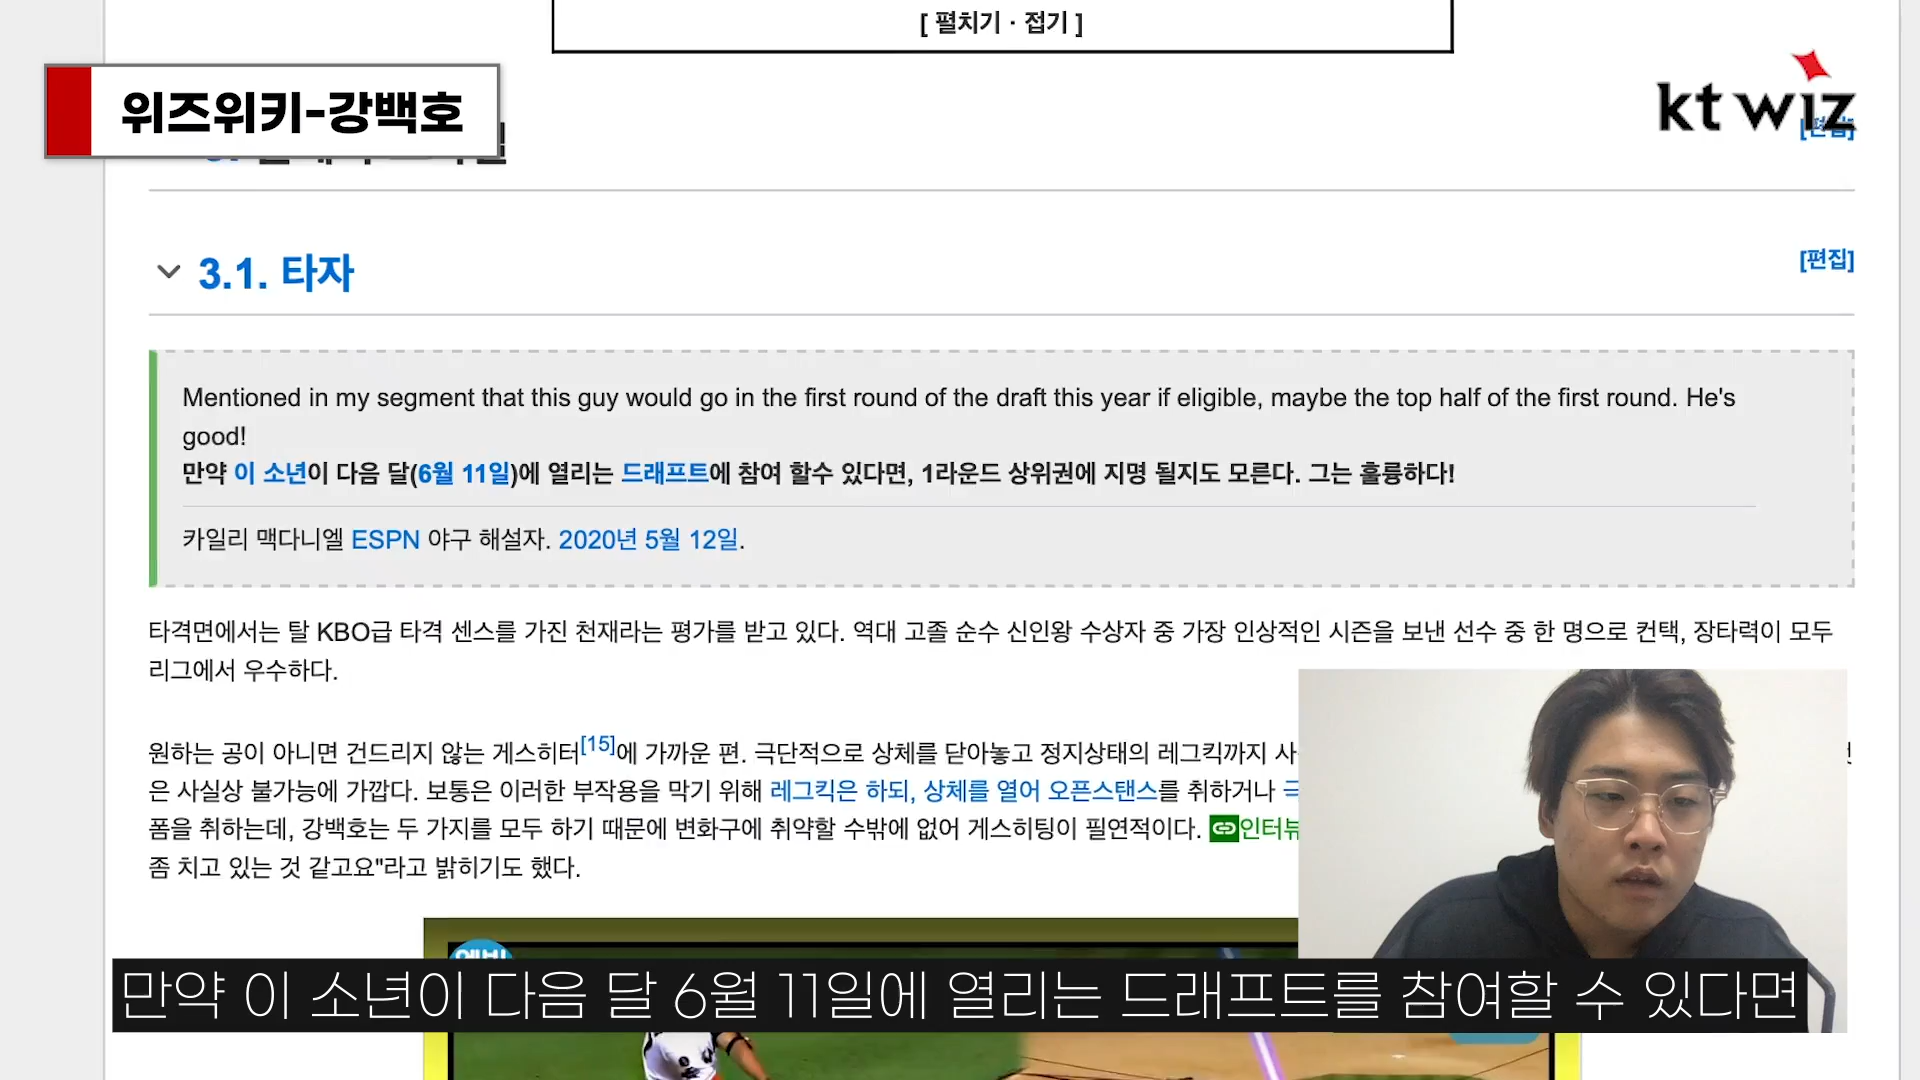 [ 펼치기 · 접기 ]
위즈위키-강백호
kt wiz
[편집]
3.1. 타자
[편집]
Mentioned in my segment that this guy would go in the first round of the draft this year if eligible, maybe the top half of the first round. He's
good!
만약 이 소년이 다음 달(6월 11일)에 열리는 드래프트에 참여 할수 있다면, 1라운드 상위권에 지명 될지도 모른다. 그는 훌륭하다!
카일리 맥다니엘 ESPN 야구 해설자. 2020년 5월 12일.
타격면에서는 탈 KBO급 타격 센스를 가진 천재라는 평가를 받고 있다. 역대 고졸 순수 신인왕 수상자 중 가장 인상적인 시즌을 보낸 선수 중 한 명으로 컨택, 장타력이 모두
리그에서 우수하다.
원하는 공이 아니면 건드리지 않는 게스히터[15]에 가까운 편. 극단적으로 상체를 닫아놓고 정지상태의 레그킥까지
은 사실상 불가능에 가깝다. 보통은 이러한 부작용을 막기 위해 레그킥은 하되, 상체를 열어 오픈스탠스를 취하거나
폼을 취하는데, 강백호는 두 가지를 모두 하기 때문에 변화구에 취약할 수밖에 없어 게스히팅이 필연적이다. 인터뷰
좀 치고 있는 것 같고요"라고 밝히기도 했다.
만약 이 소년이 다음 달 6월 11일에 열리는 드래프트를 참여할 수 있다면